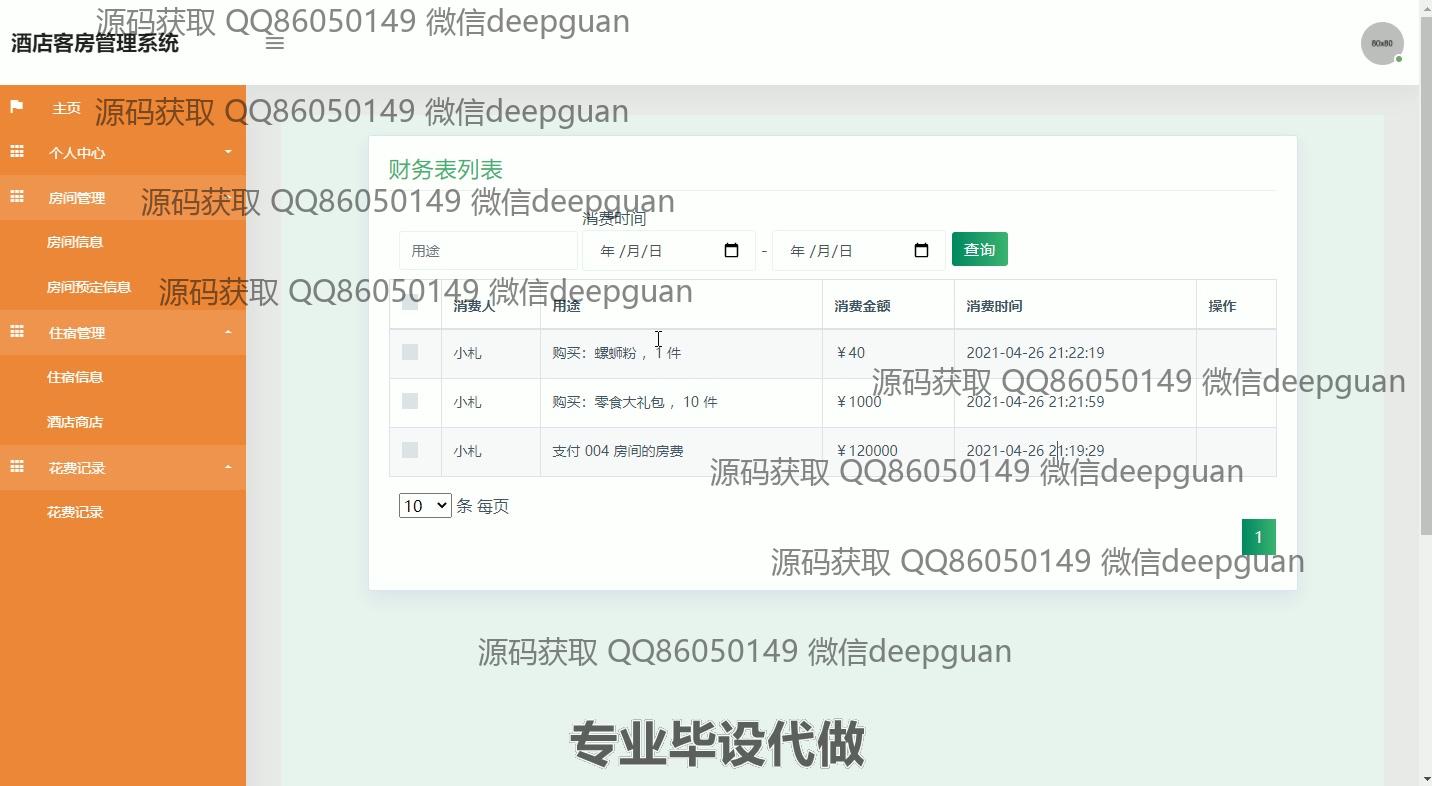 源码获取 QQ86050149 微信deepguan
酒店客房管理系统
80x80
主页
源码获取 QQ86050149 微信deepguan
个人中心
财务表列表
房间管理
源码获取 QQ86050149 微信deepguan
消费时间
房间信息
用途
年 /月/日
-
年 /月/日
查询
房间预定信息
源码获取 QQ86050149 微信deepguan
消费人 用途 消费金额 消费时间 操作
住宿管理
小札 购买：螺蛳粉 ，1 件 ￥40 2021-04-26 21:22:19
住宿信息
源码获取 QQ86050149 微信deepguan
小札 购买：零食大礼包 ，10 件 ￥1000 2021-04-26 21:21:59
酒店商店
小札 支付 004 房间的房费 ￥120000 2021-04-26 21:19:29
花费记录
源码获取 QQ86050149 微信deepguan
10 条 每页
花费记录
1
源码获取 QQ86050149 微信deepguan
源码获取 QQ86050149 微信deepguan
专业毕设代做